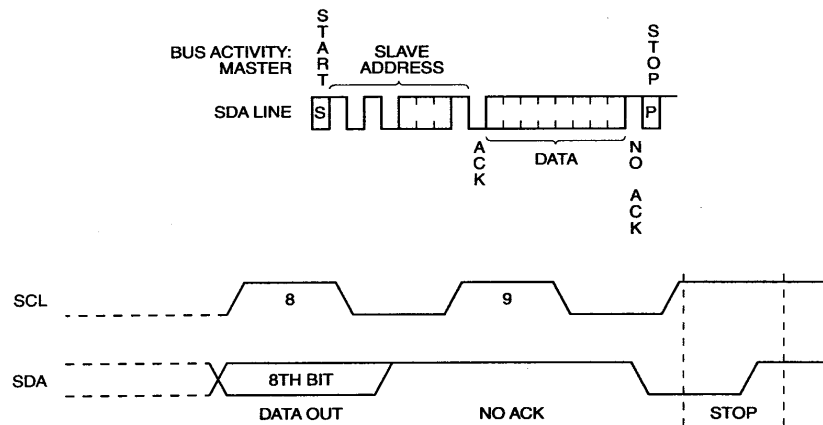 START
STOP
BUS ACTIVITY:
MASTER
SLAVE
ADDRESS
SDA LINE
S
P
ACK
DATA
NO ACK
SCL
8
9
SDA
8TH BIT
DATA OUT
NO ACK
STOP